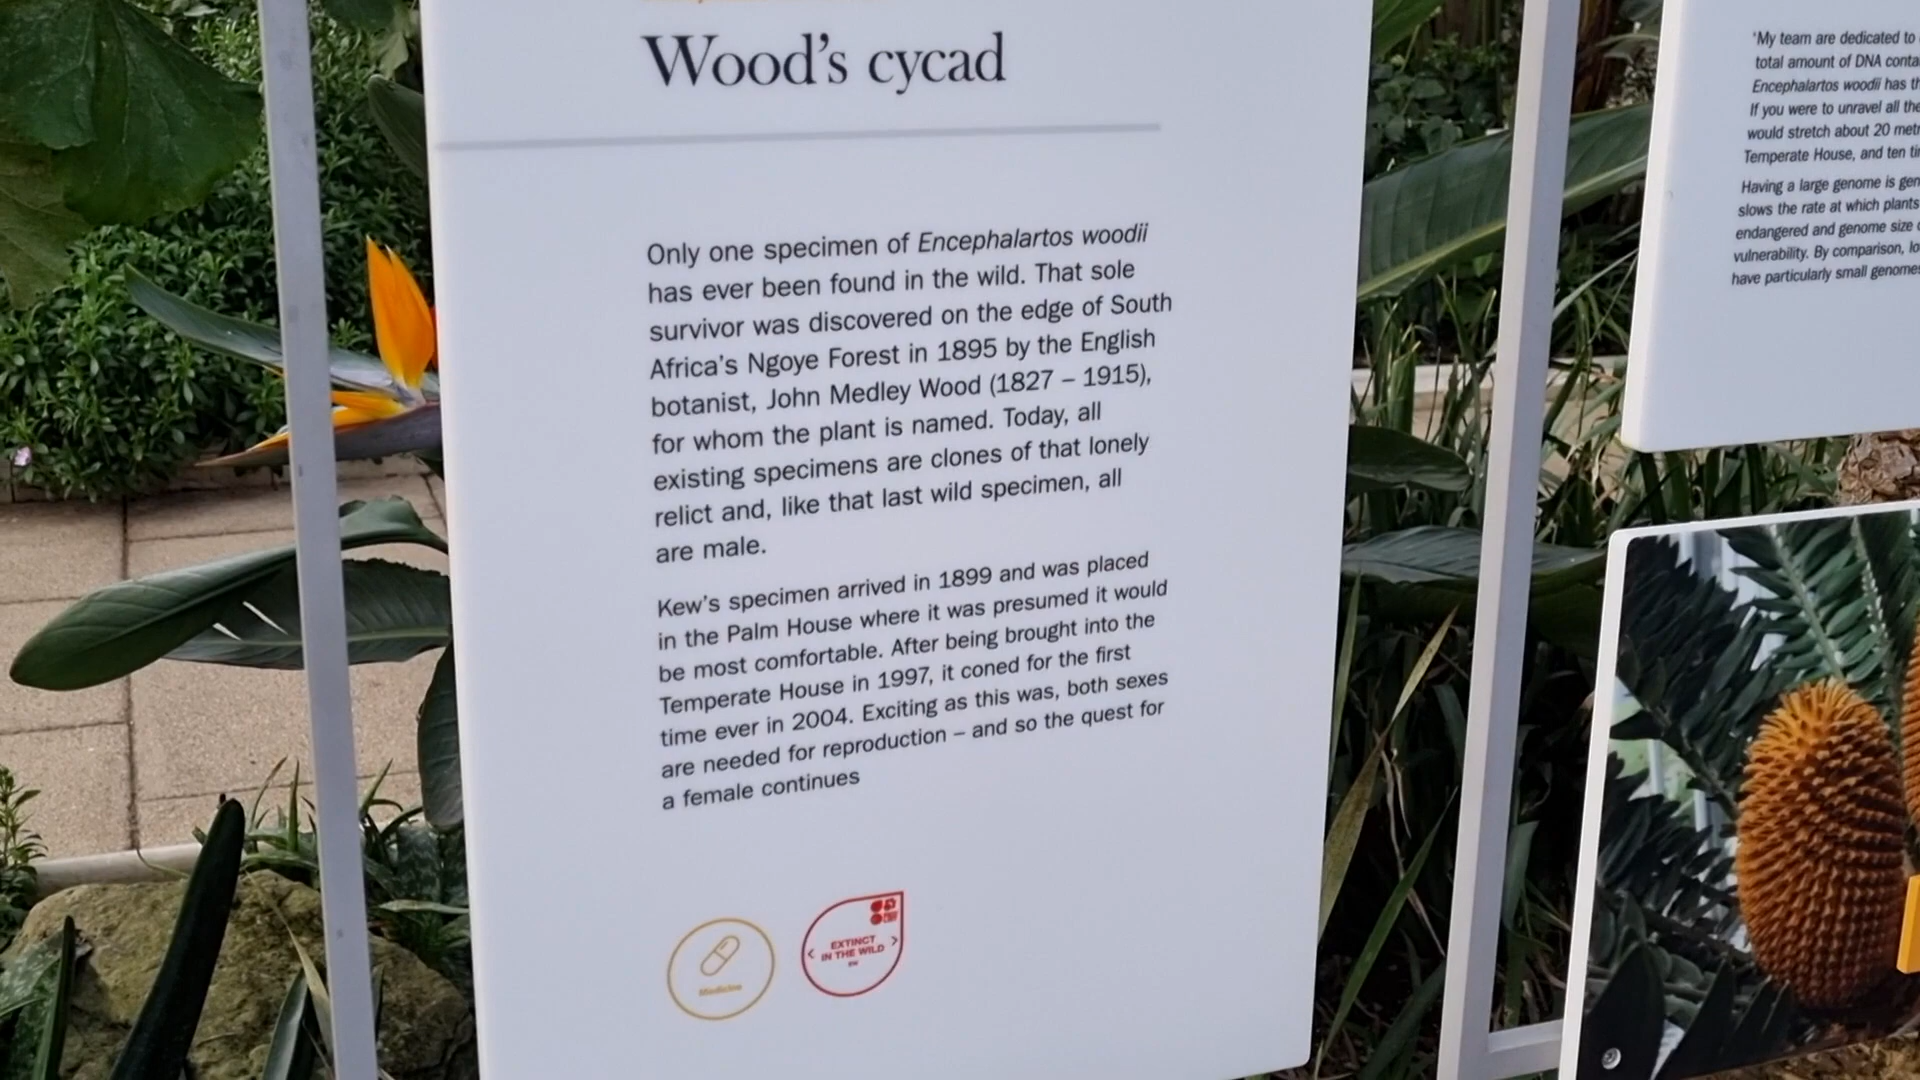 Wood's cycad
Only one specimen of Encephalartos woodii
has ever been found in the wild. That sole
survivor was discovered on the edge of South
Africa's Ngoye Forest in 1895 by the English
botanist, John Medley Wood (1827 – 1915),
for whom the plant is named. Today, all
existing specimens are clones of that lonely
relict and, like that last wild specimen, all
are male.
Kew's specimen arrived in 1899 and was placed
in the Palm House where it was presumed it would
be most comfortable. After being brought into the
Temperate House in 1997, it coned for the first
time ever in 2004. Exciting as this was, both sexes
are needed for reproduction – and so the quest for
a female continues
Medicine
EXTINCT
IN THE WILD
EW
'My team are dedicated to
total amount of DNA
Encephalartos woodii has
If you were to unravel all the
would stretch about 20
Temperate House, and ten
Having a large genome is
slows the rate at which plants
endangered and genome size
vulnerability. By comparison,
have particularly small genomes